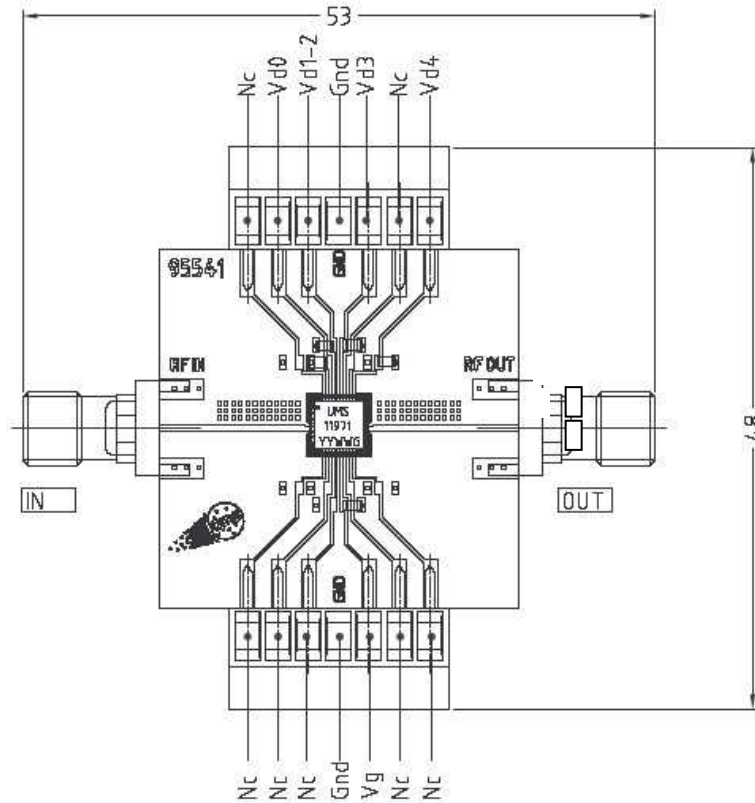 53
Nc Vd0 Vd1-2 Gnd Vd3 Nc Vd4
95541
GND
RF IN
RF OUT
UMS
11971
YYWWG
48
IN
OUT
GND
Nc Nc Nc Gnd Vg Nc Nc